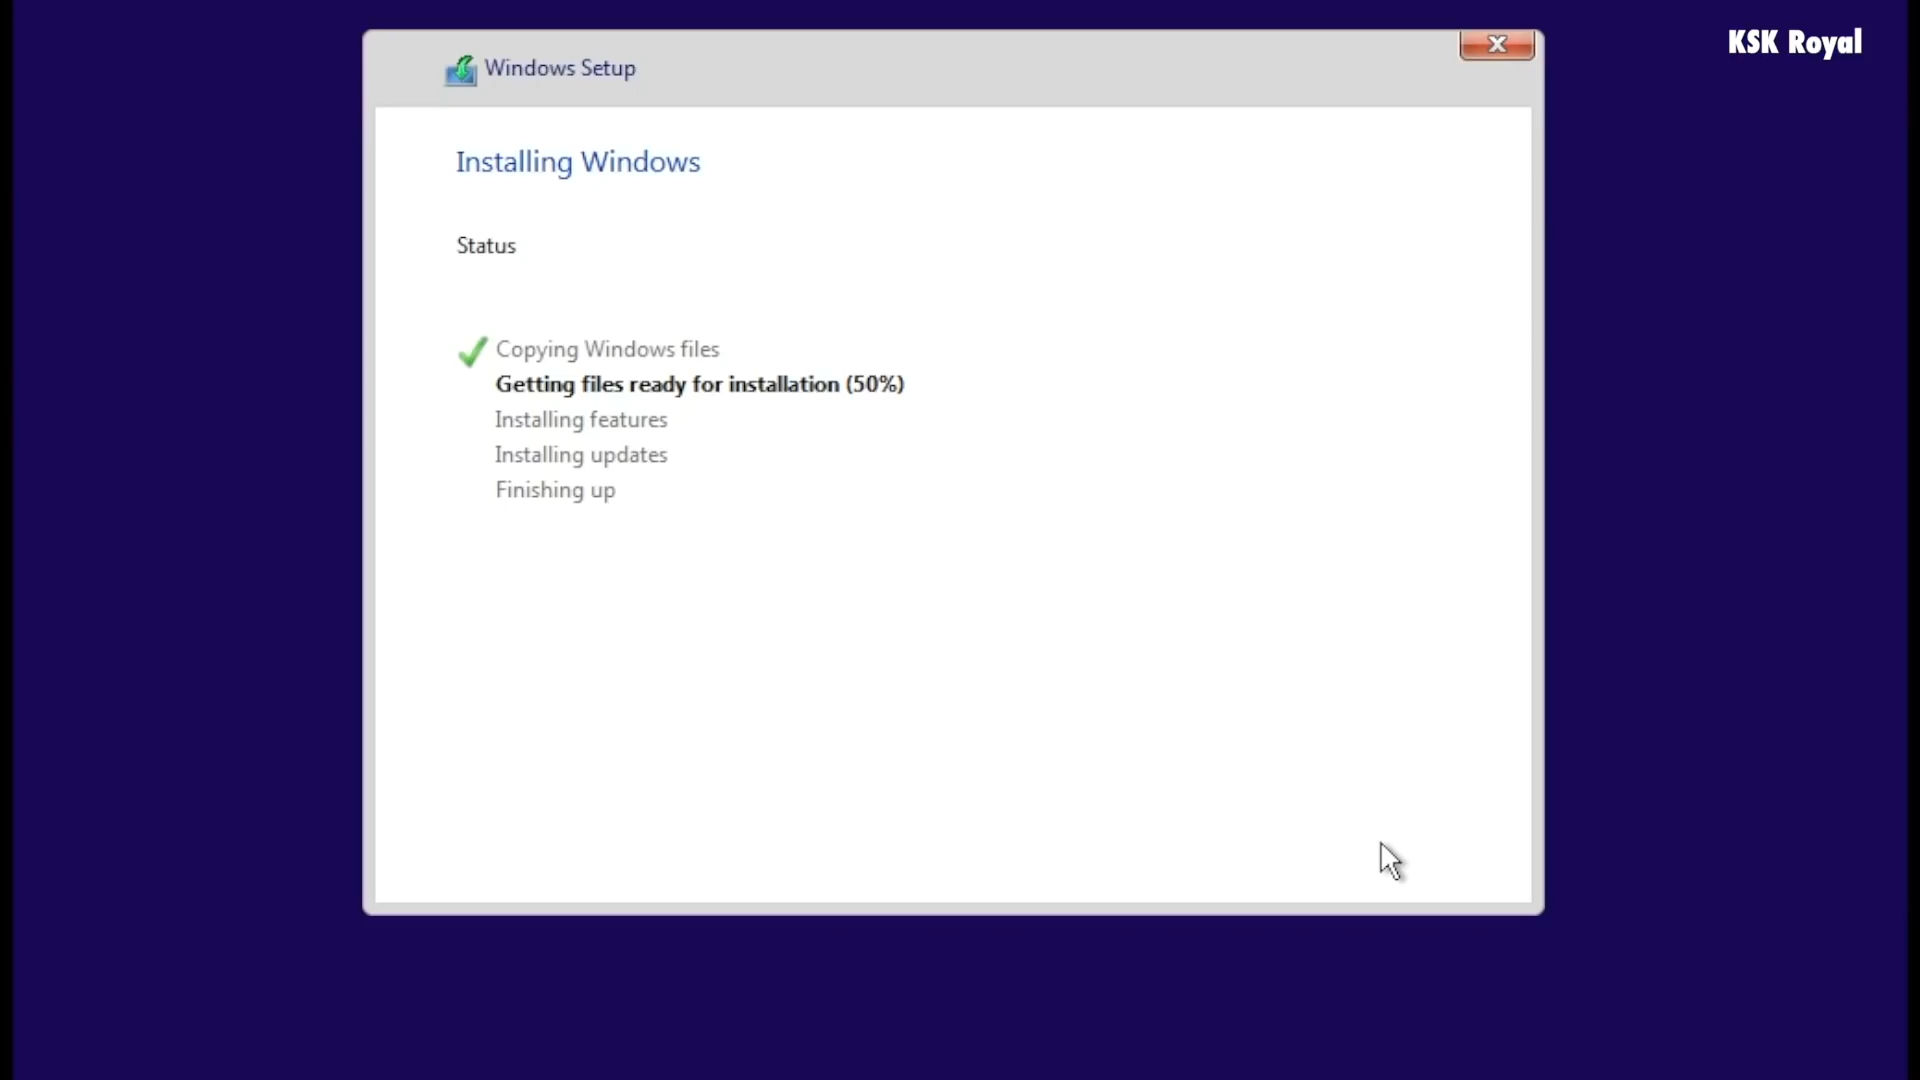 KSK Royal
Windows Setup
Installing Windows
Status
Copying Windows files
Getting files ready for installation (50%)
Installing features
Installing updates
Finishing up